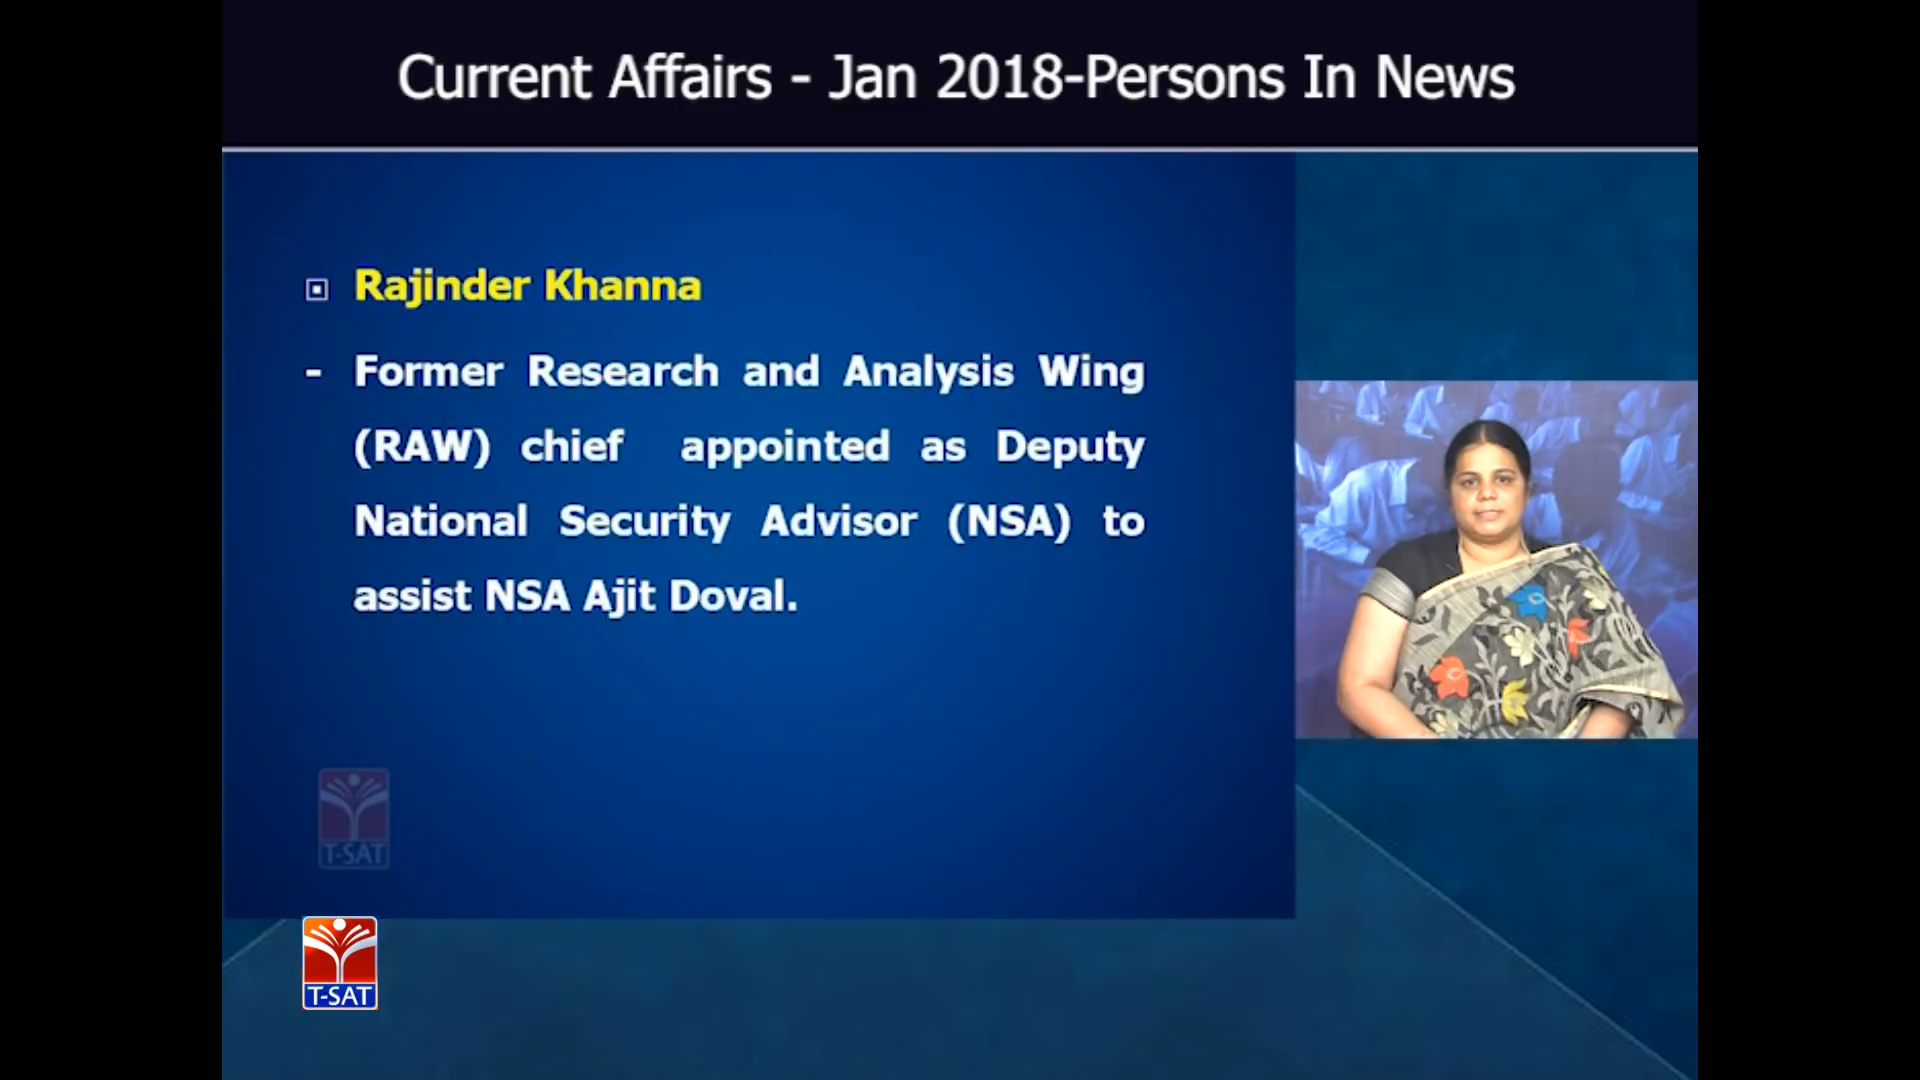 Current Affairs - Jan 2018-Persons In News
Rajinder Khanna
- Former Research and Analysis Wing
(RAW) chief appointed as Deputy
National Security Advisor (NSA) to
assist NSA Ajit Doval.
T-SAT
T-SAT